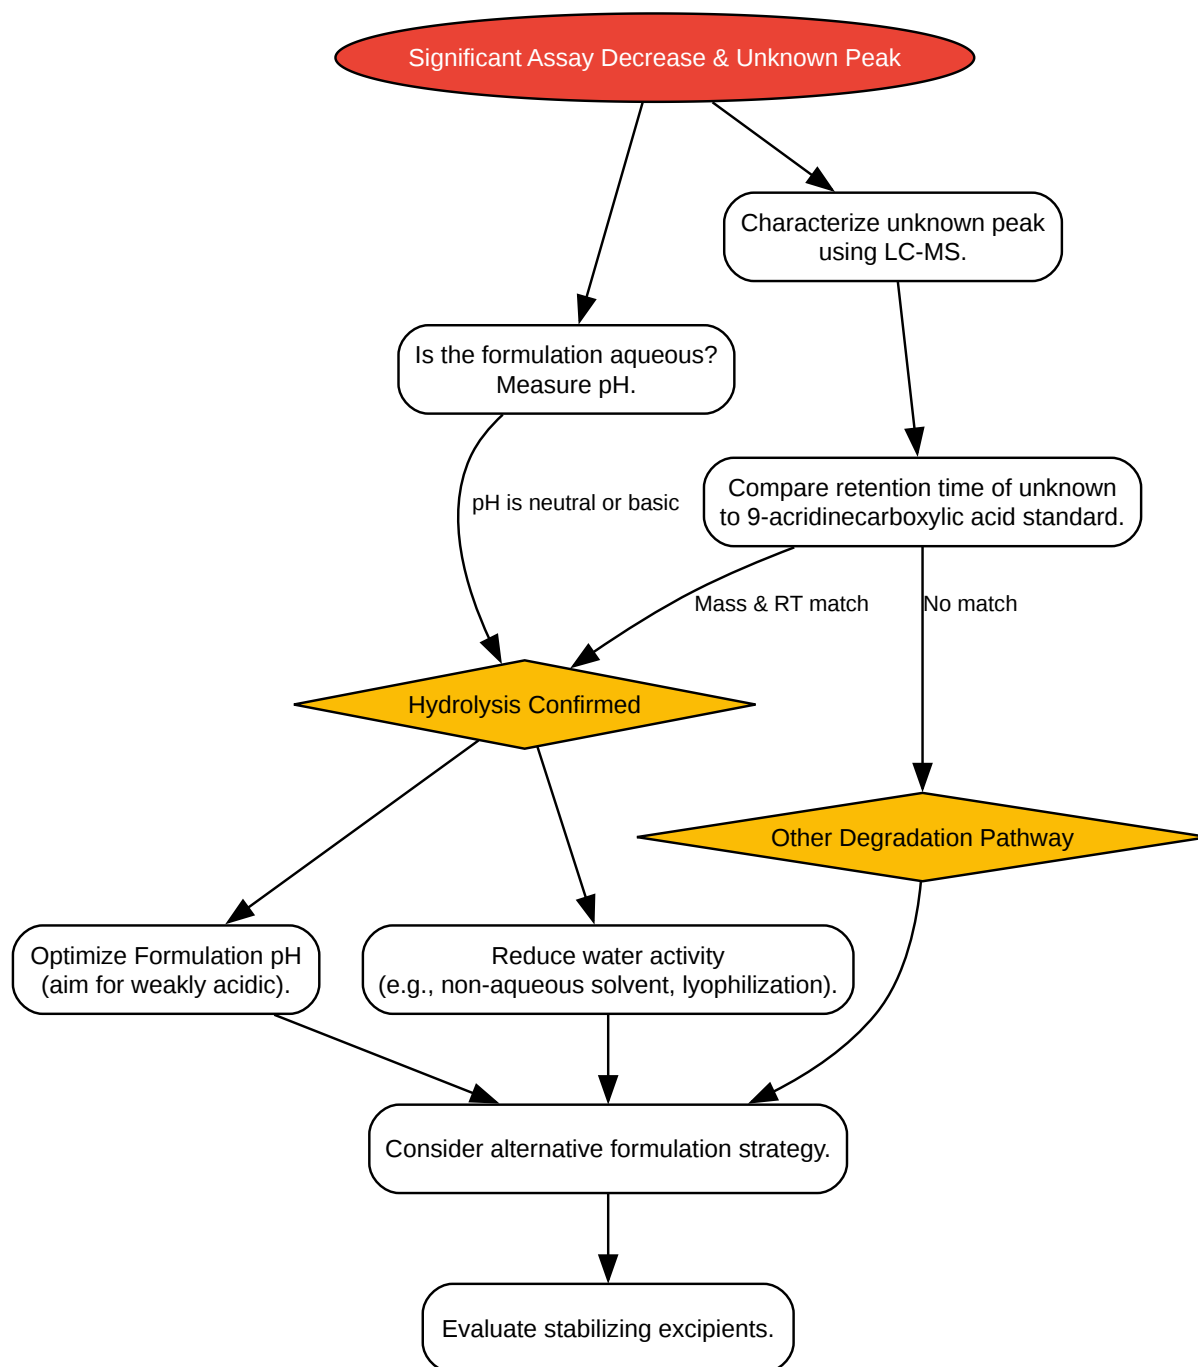 Significant Assay Decrease & Unknown Peak
Characterize unknown peak
using LC-MS.
Is the formulation aqueous?
Measure pH.
Compare retention time of unknown
to 9-acridinecarboxylic acid standard.
pH is neutral or basic
Mass & RT match
No match
Hydrolysis Confirmed
Other Degradation Pathway
Optimize Formulation pH
(aim for weakly acidic).
Reduce water activity
(e.g., non-aqueous solvent, lyophilization).
Consider alternative formulation strategy.
Evaluate stabilizing excipients.